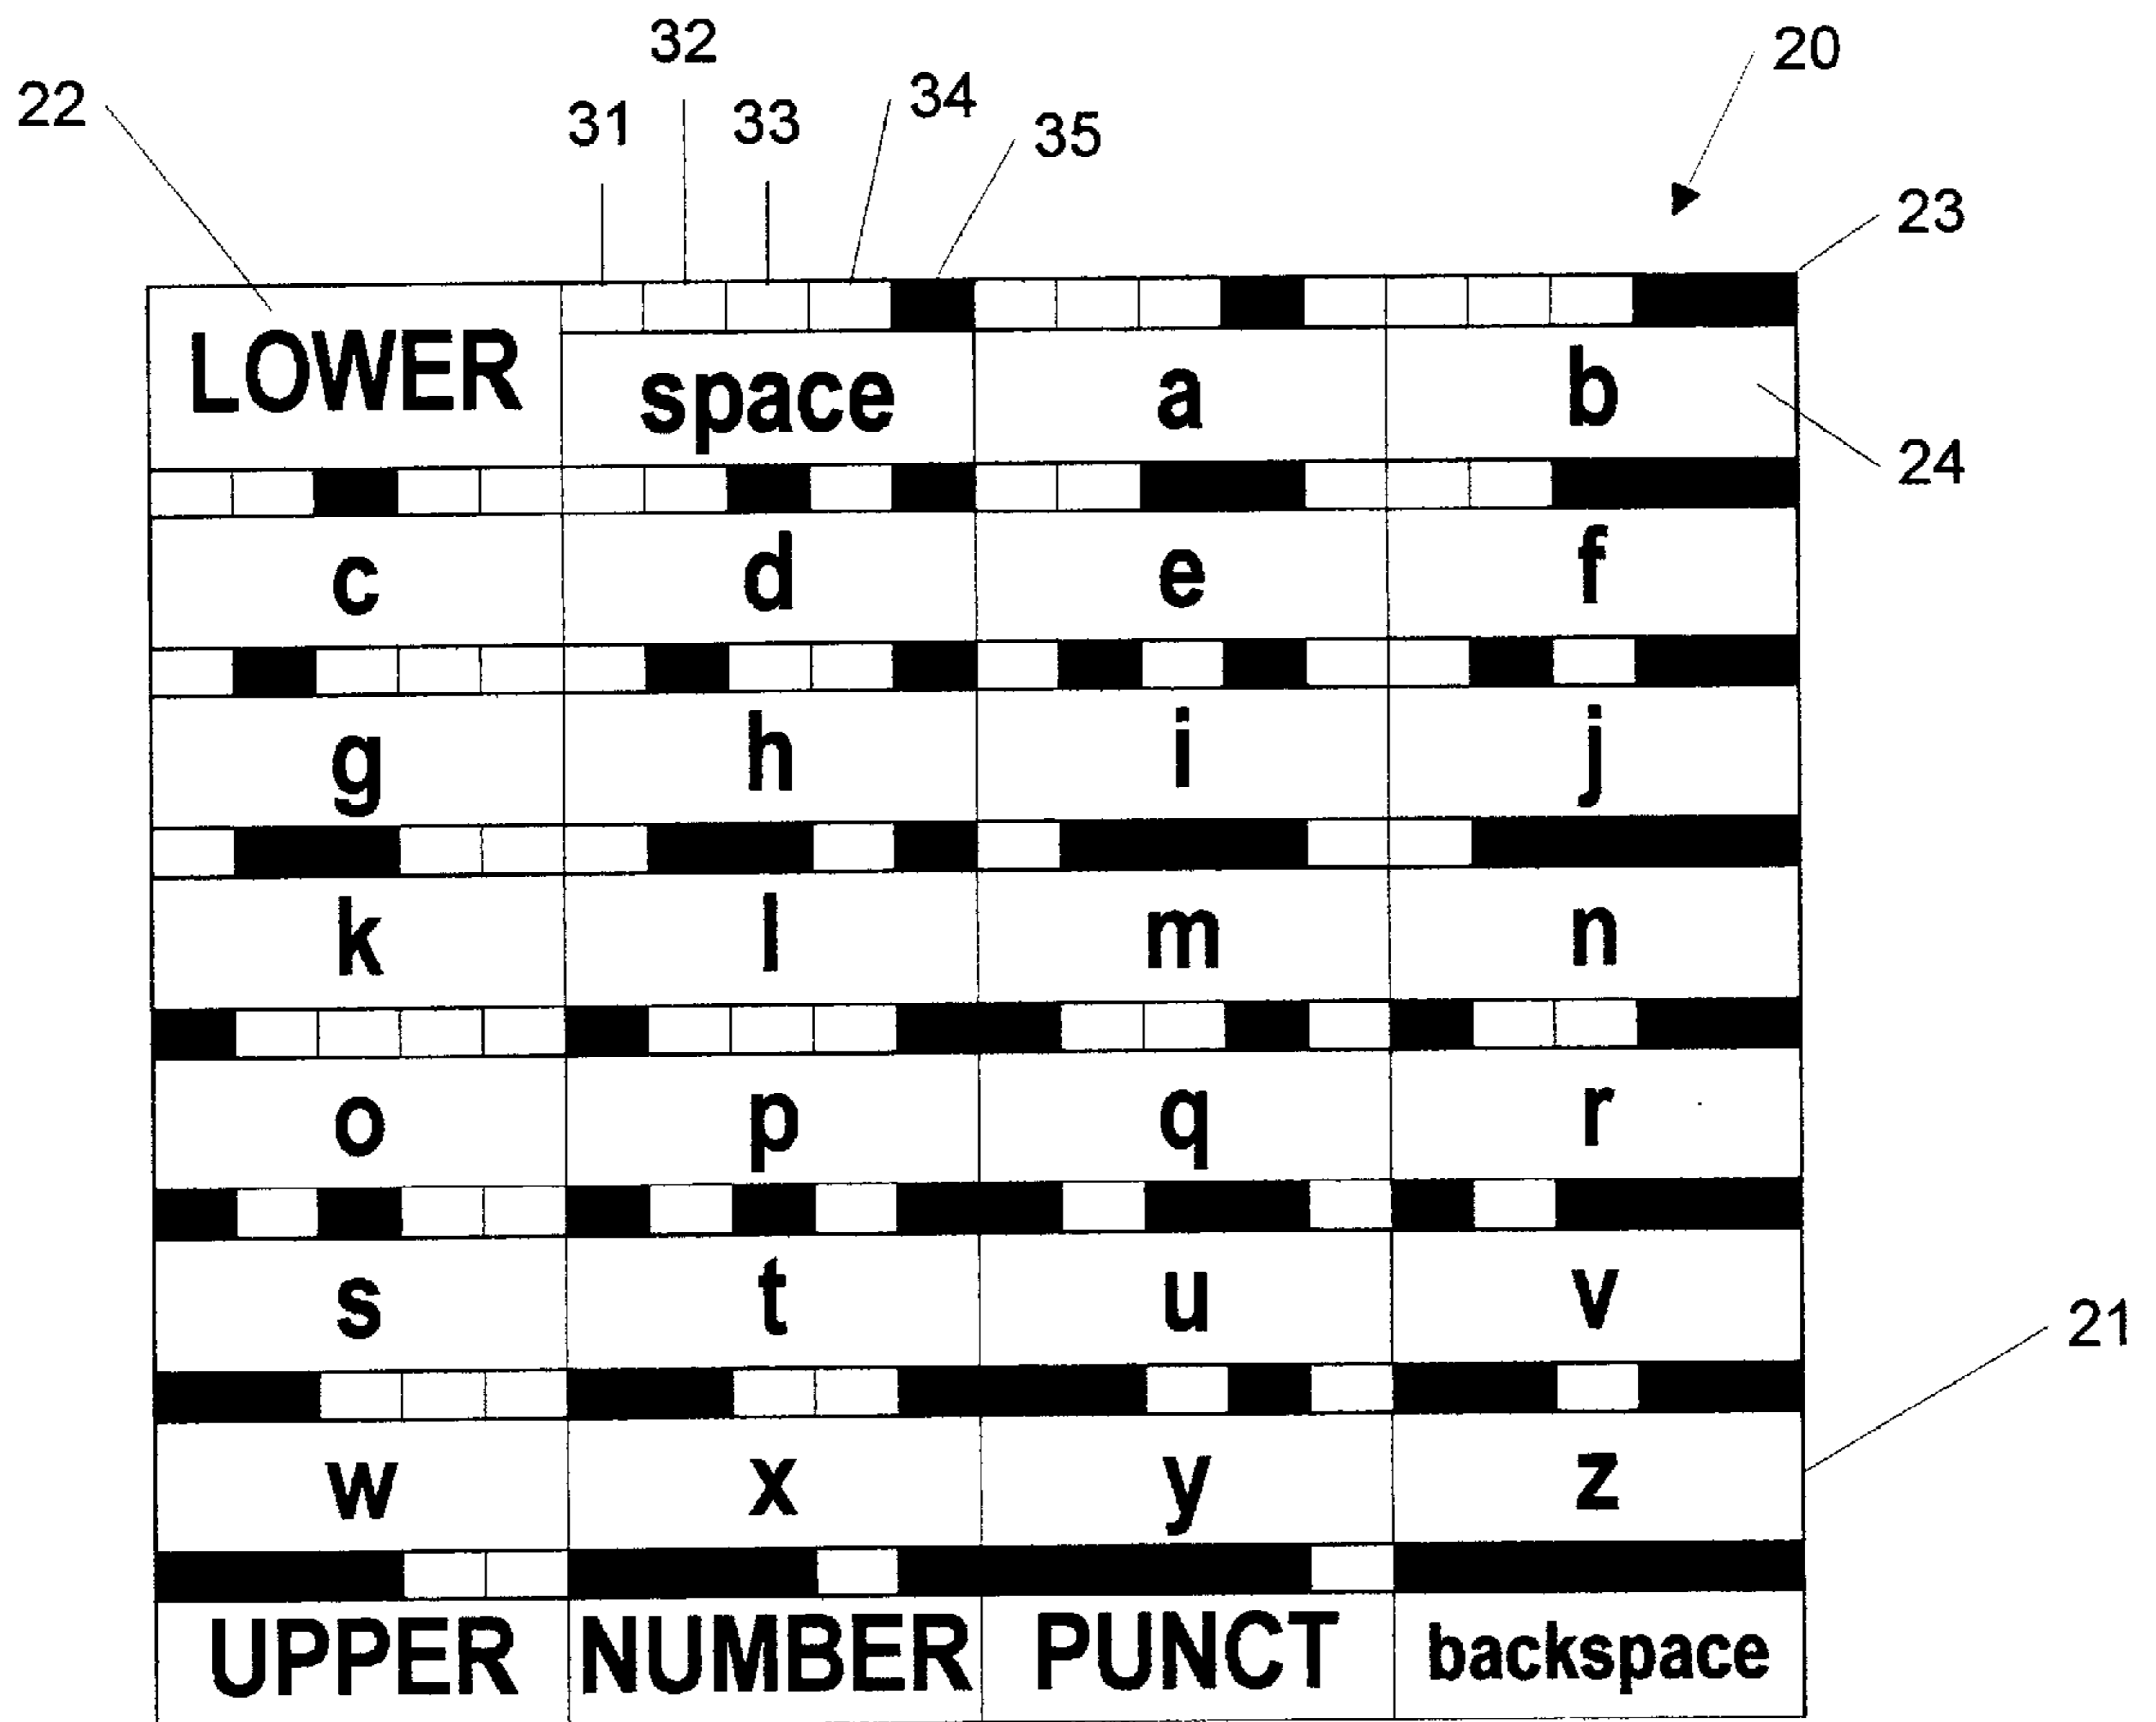 32
20
22
31
33
34
35
23
LOWER
space
a
b
24
c
d
e
f
g
h
i
j
k
l
m
n
o
p
q
r
s
t
u
v
21
w
x
y
z
UPPER
NUMBER
PUNCT
backspace